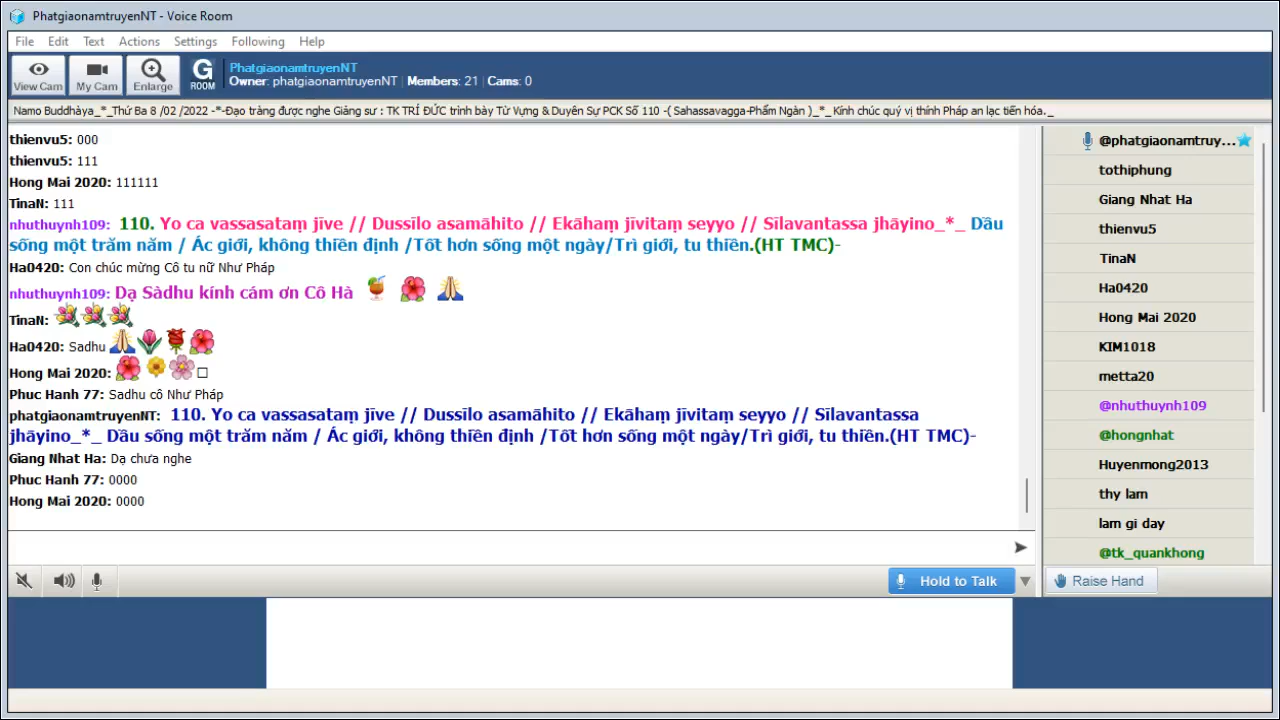 PhatgiaonamtruyenNT - Voice Room
File Edit Text Actions Settings Following Help
View Cam My Cam Enlarge G ROOM
PhatgiaonamtruyenNT
Owner: phatgiaonamtruyenNT | Members: 21 | Cams: 0
Namo Buddhàya_*_Thứ Ba 8 /02 /2022 -*-Đạo tràng được nghe Giảng sư : TK TRÍ ĐỨC trình bày Từ Vựng & Duyên Sự PCK Số 110 -( Sahassavagga-Phẩm Ngàn )_*_Kính chúc quý vị thính Pháp an lạc tiến hóa._
thienvu5: 000
thienvu5: 111
Hong Mai 2020: 111111
TinaN: 111
nhuthuynh109: 110. Yo ca vassasataṃ jīve // Dussīlo asamāhito // Ekāhaṃ jīvitaṃ seyyo // Sīlavantassa jhāyino_*_ Dầu
sống một trăm năm / Ác giới, không thiền định /Tốt hơn sống một ngày/Trì giới, tu thiền.(HT TMC)-
Ha0420: Con chúc mừng Cô tu nữ Như Pháp
nhuthuynh109: Dạ Sàdhu kính cám ơn Cô Hà
TinaN:
Ha0420: Sadhu
Hong Mai 2020:
Phuc Hanh 77: Sadhu cô Như Pháp
phatgiaonamtruyenNT: 110. Yo ca vassasataṃ jīve // Dussīlo asamāhito // Ekāhaṃ jīvitaṃ seyyo // Sīlavantassa
jhāyino_*_ Dầu sống một trăm năm / Ác giới, không thiền định /Tốt hơn sống một ngày/Trì giới, tu thiền.(HT TMC)-
Giang Nhat Ha: Dạ chưa nghe
Phuc Hanh 77: 0000
Hong Mai 2020: 0000
Hold to Talk
@phatgiaonamtruy...
tothiphung
Giang Nhat Ha
thienvu5
TinaN
Ha0420
Hong Mai 2020
KIM1018
metta20
@nhuthuynh109
@hongnhat
Huyenmong2013
thy lam
lam gi day
@tk_quankhong
Raise Hand